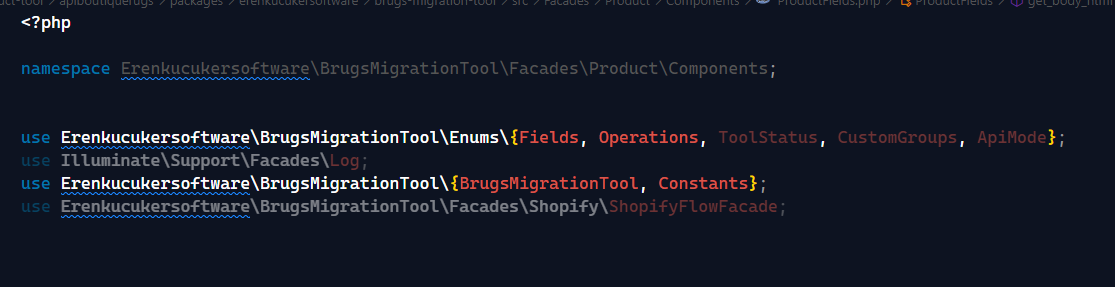 apiboutiquerugs > packages > erenkucukersoftware > brugs-migration-tool > src > Facades > Product > Components > ProductFields.php > ProductFields > get_body_html
<?php
namespace Erenkucukersoftware\BrugsMigrationTool\Facades\Product\Components;
use Erenkucukersoftware\BrugsMigrationTool\Enums\{Fields, Operations, ToolStatus, CustomGroups, ApiMode};
use Illuminate\Support\Facades\Log;
use Erenkucukersoftware\BrugsMigrationTool\{BrugsMigrationTool, Constants};
use Erenkucukersoftware\BrugsMigrationTool\Facades\Shopify\ShopifyFlowFacade;